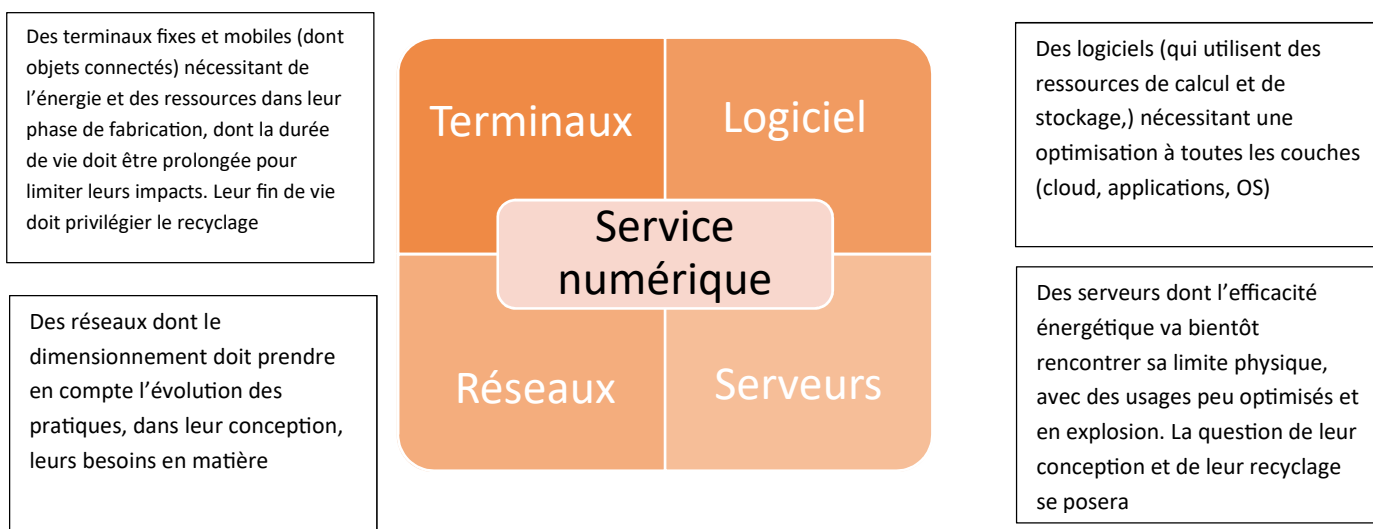 Des terminaux fixes et mobiles (dont
objets connectés) nécessitant de
l’énergie et des ressources dans leur
phase de fabrication, dont la durée
de vie doit être prolongée pour
limiter leurs impacts. Leur fin de vie
doit privilégier le recyclage
Terminaux
Logiciel
Des logiciels (qui utilisent des
ressources de calcul et de
stockage,) nécessitant une
optimisation à toutes les couches
(cloud, applications, OS)
Service
numérique
Des réseaux dont le
dimensionnement doit prendre
en compte l’évolution des
pratiques, dans leur conception,
leurs besoins en matière
Réseaux
Serveurs
Des serveurs dont l’efficacité
énergétique va bientôt
rencontrer sa limite physique,
avec des usages peu optimisés et
en explosion. La question de leur
conception et de leur recyclage
se posera